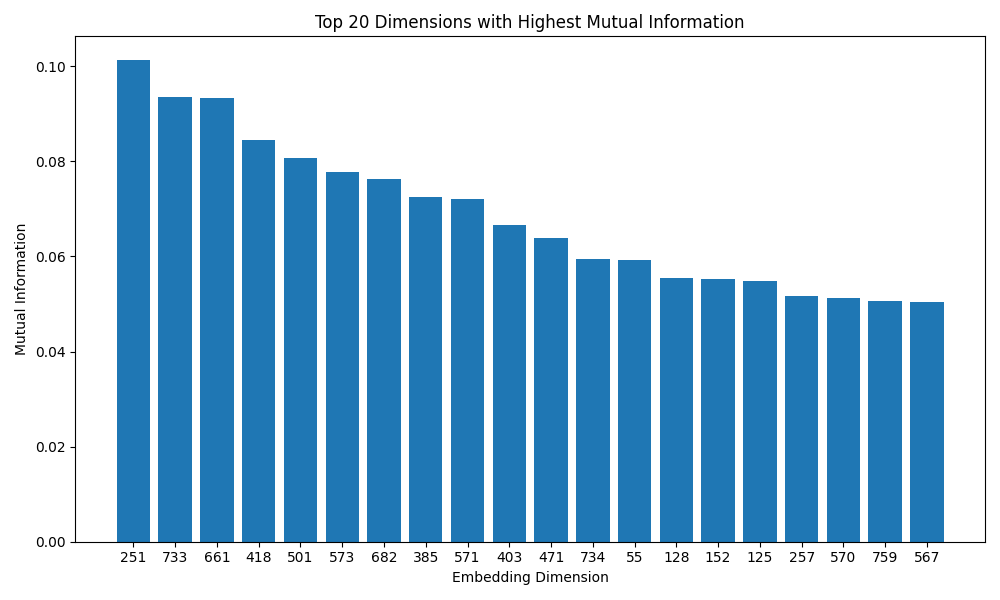 Top 20 Dimensions with Highest Mutual Information
Mutual Information
0.10
0.08
0.06
0.04
0.02
0.00
251 733 661 418 501 573 682 385 571 403 471 734 55 128 152 125 257 570 759 567
Embedding Dimension